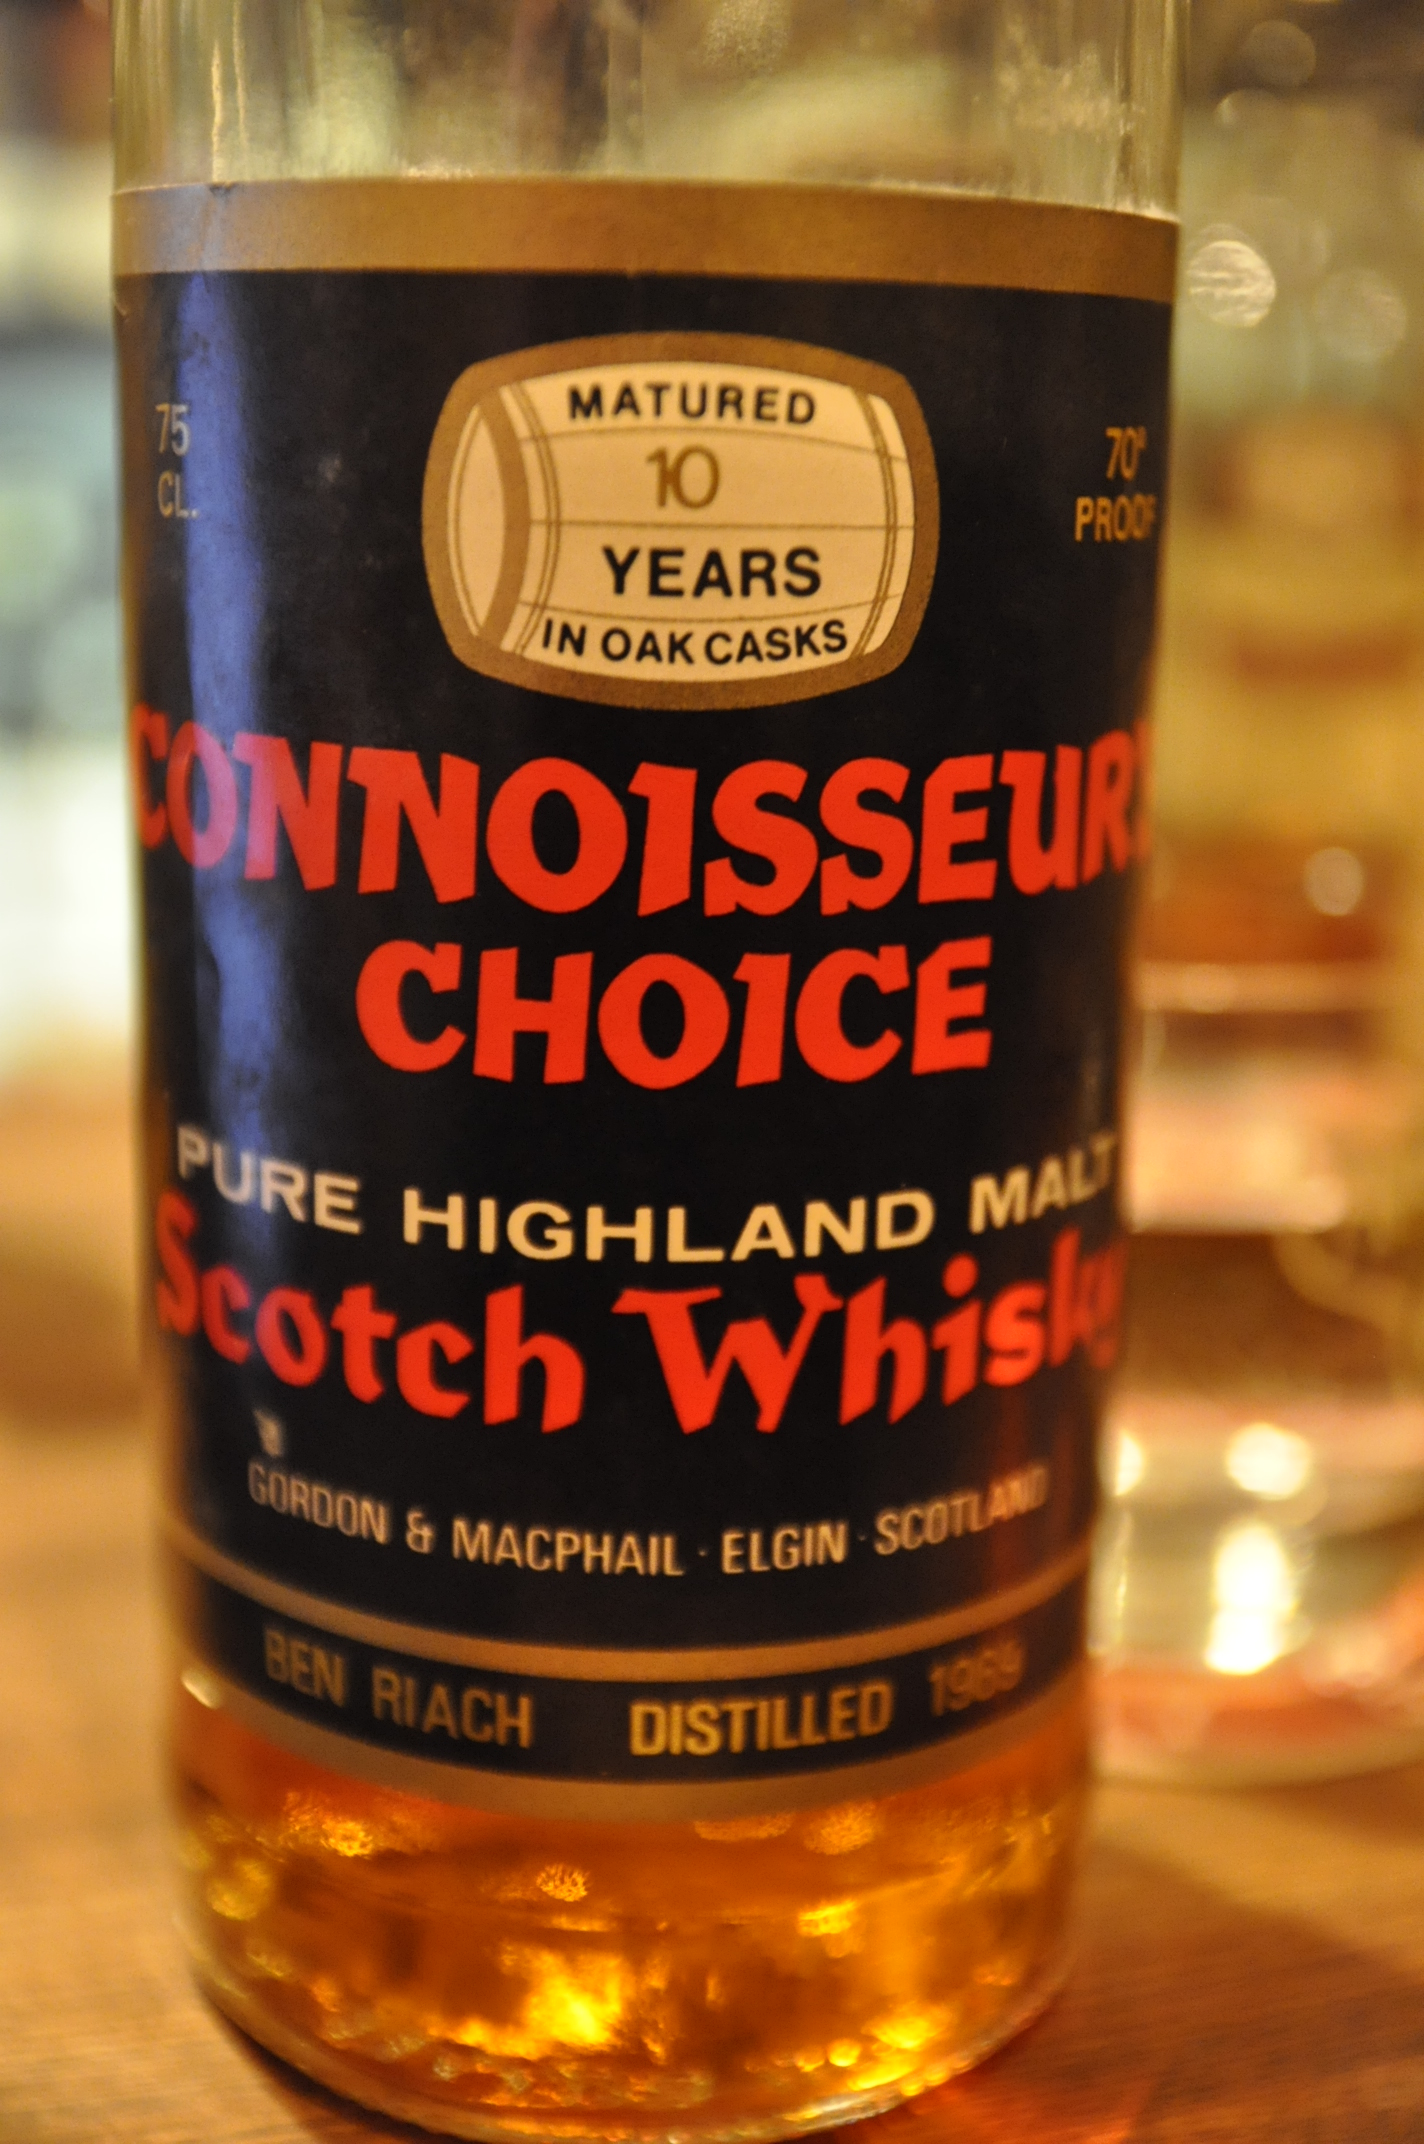 MATURED
10
YEARS
IN OAK CASKS
75
CL.
70°
PROOF
CONNOISSEURS
CHOICE
PURE HIGHLAND MALT
Scotch Whisky
GORDON & MACPHAIL · ELGIN · SCOTLAND
BEN RIACH DISTILLED 1969